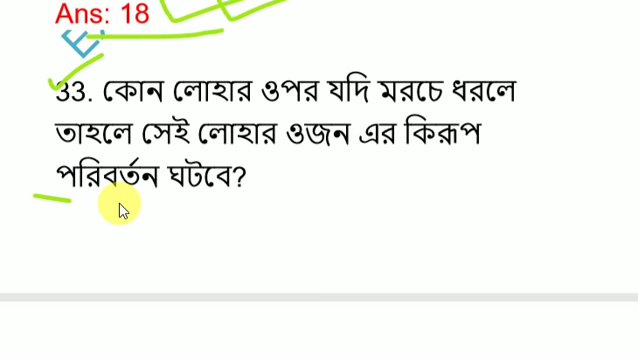 Ans: 18
E
33. কোন লোহার ওপর যদি মরচে ধরলে
তাহলে সেই লোহার ওজন এর কিরূপ
পরিবর্তন ঘটবে?